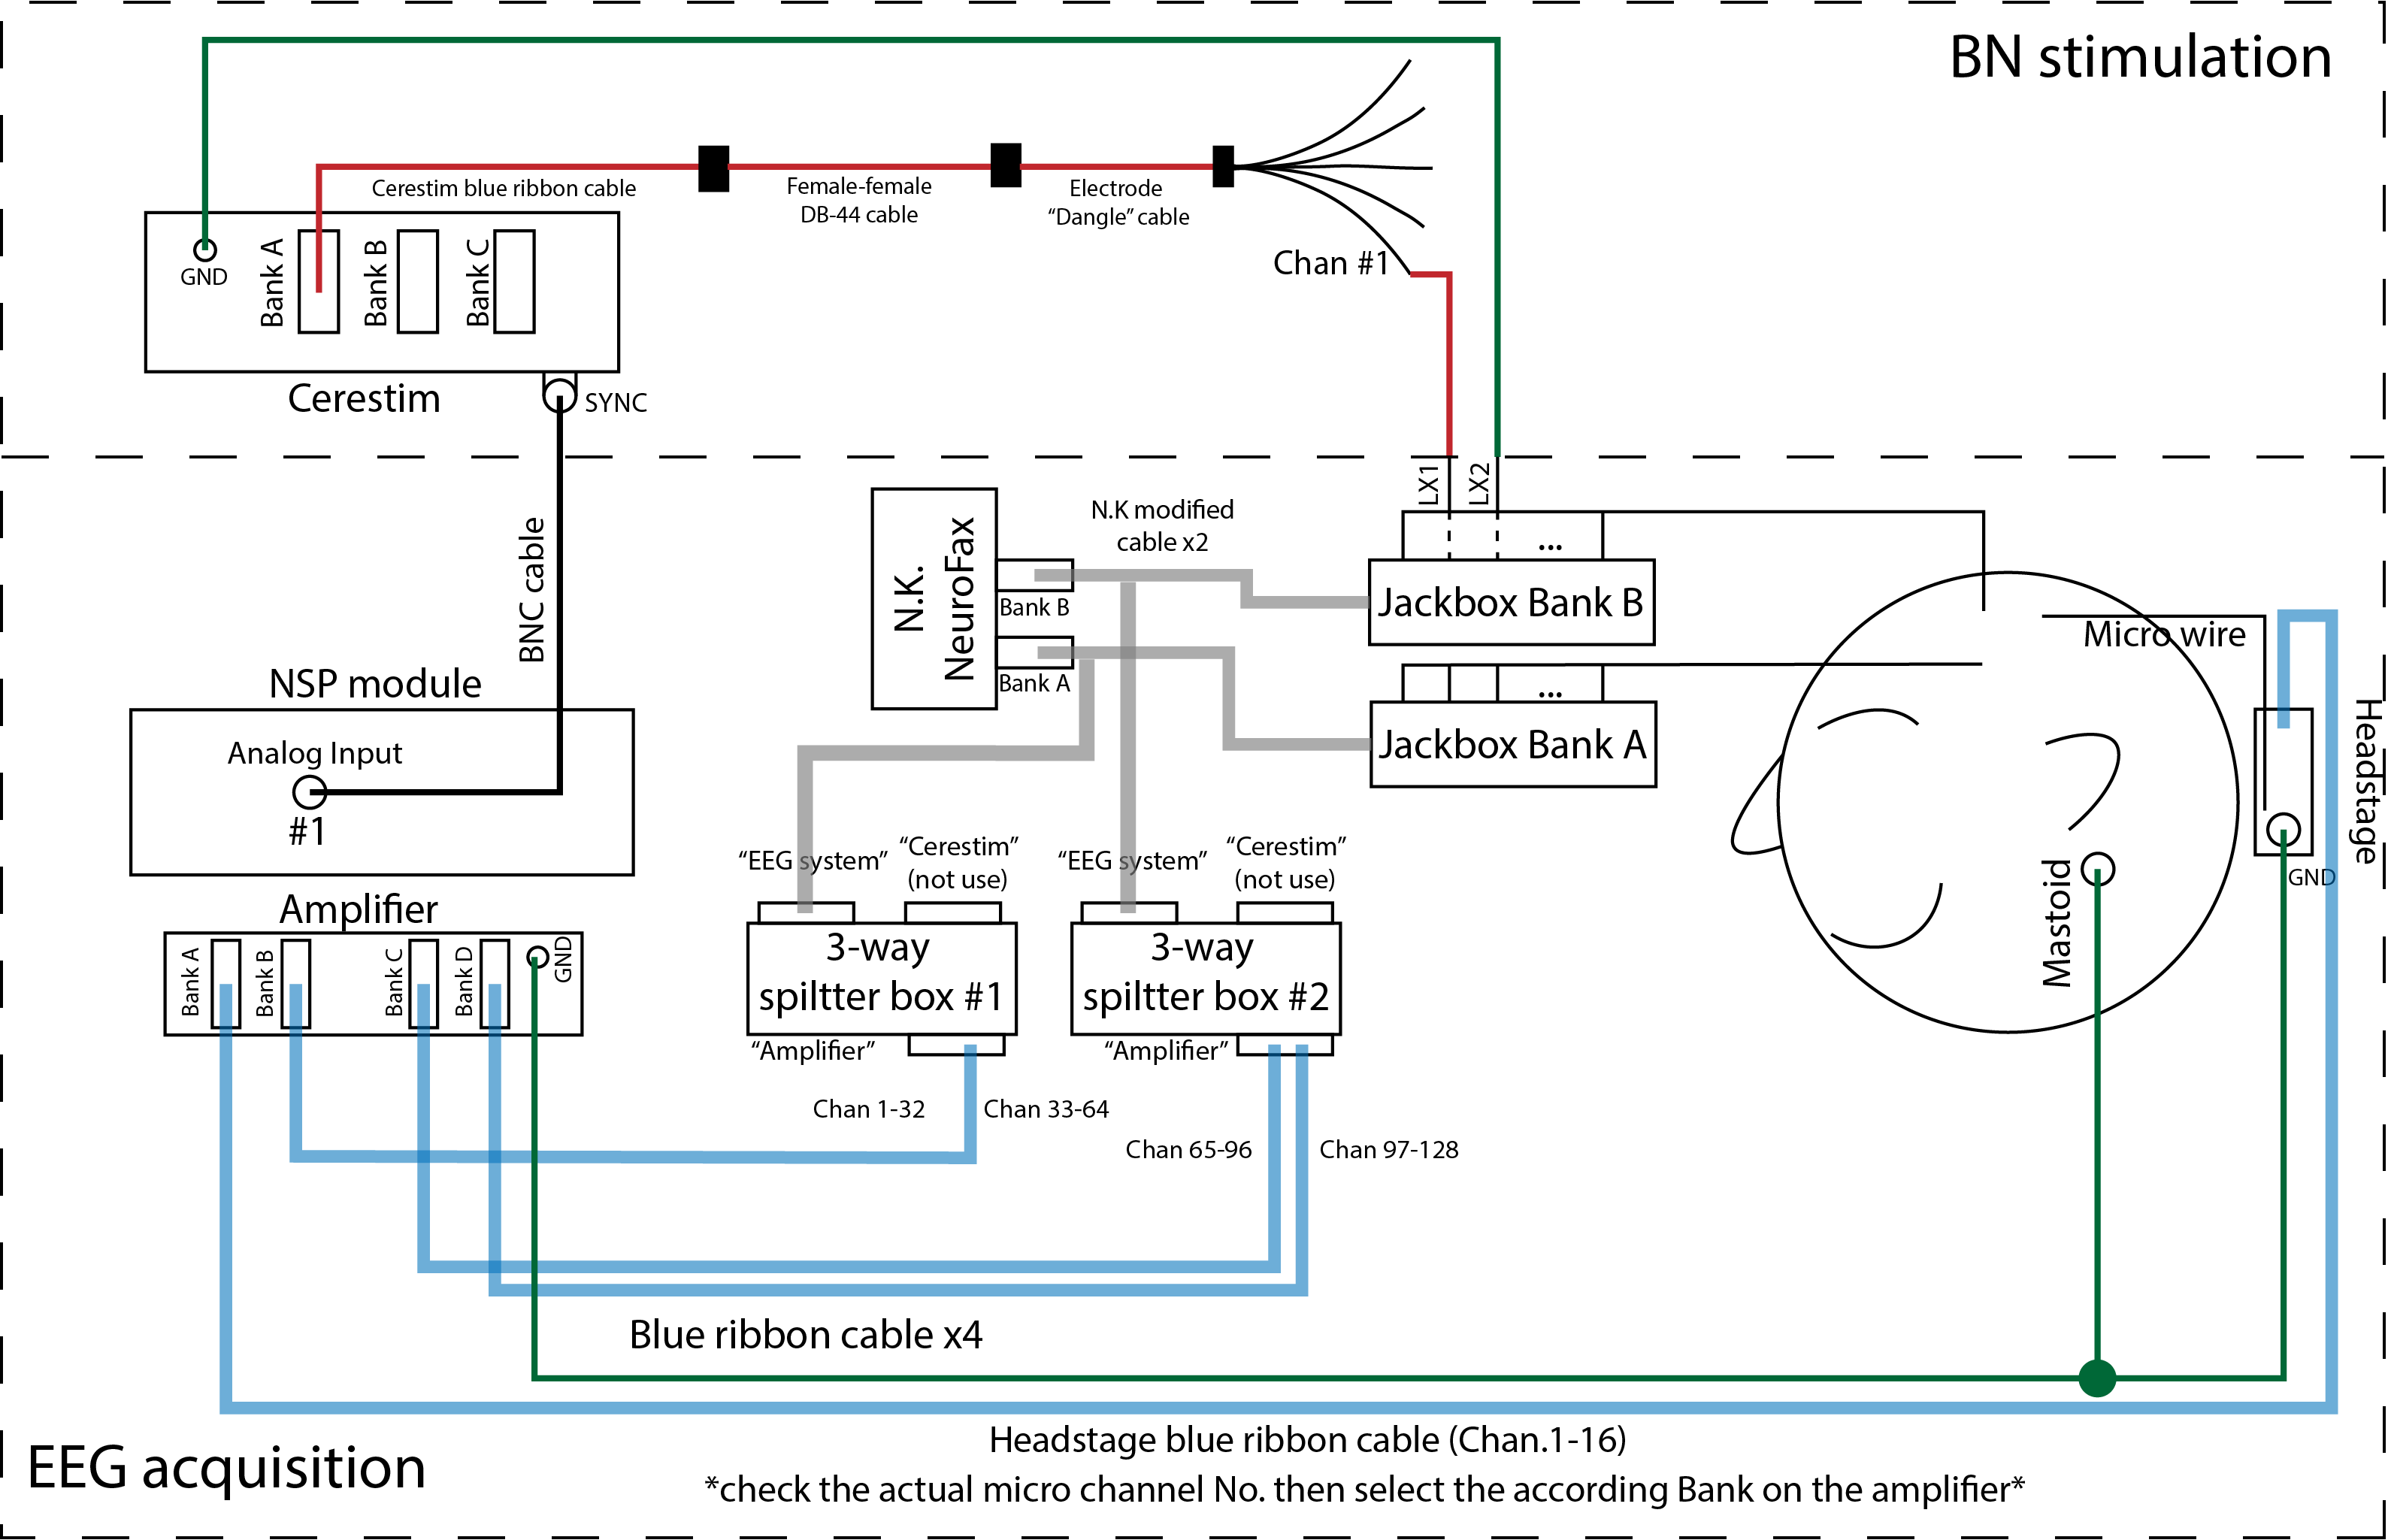 BN stimulation
Cerestim blue ribbon cable
Female-female
DB-44 cable
Electrode
“Dangle” cable
Chan #1
GND
Bank A
Bank B
Bank C
Cerestim
SYNC
BNC cable
LX1
LX2
N.K.
NeuroFax
N.K modified
cable x2
Bank B
Bank A
...
Jackbox Bank B
...
Jackbox Bank A
Micro wire
Headstage
GND
Mastoid
NSP module
Analog Input
#1
Amplifier
Bank A
Bank B
Bank C
Bank D
GND
“EEG system”
“Cerestim”
(not use)
“EEG system”
“Cerestim”
(not use)
3-way
spiltter box #1
3-way
spiltter box #2
“Amplifier”
“Amplifier”
Chan 1-32
Chan 33-64
Chan 65-96
Chan 97-128
Blue ribbon cable x4
Headstage blue ribbon cable (Chan.1-16)
*check the actual micro channel No. then select the according Bank on the amplifier*
EEG acquisition